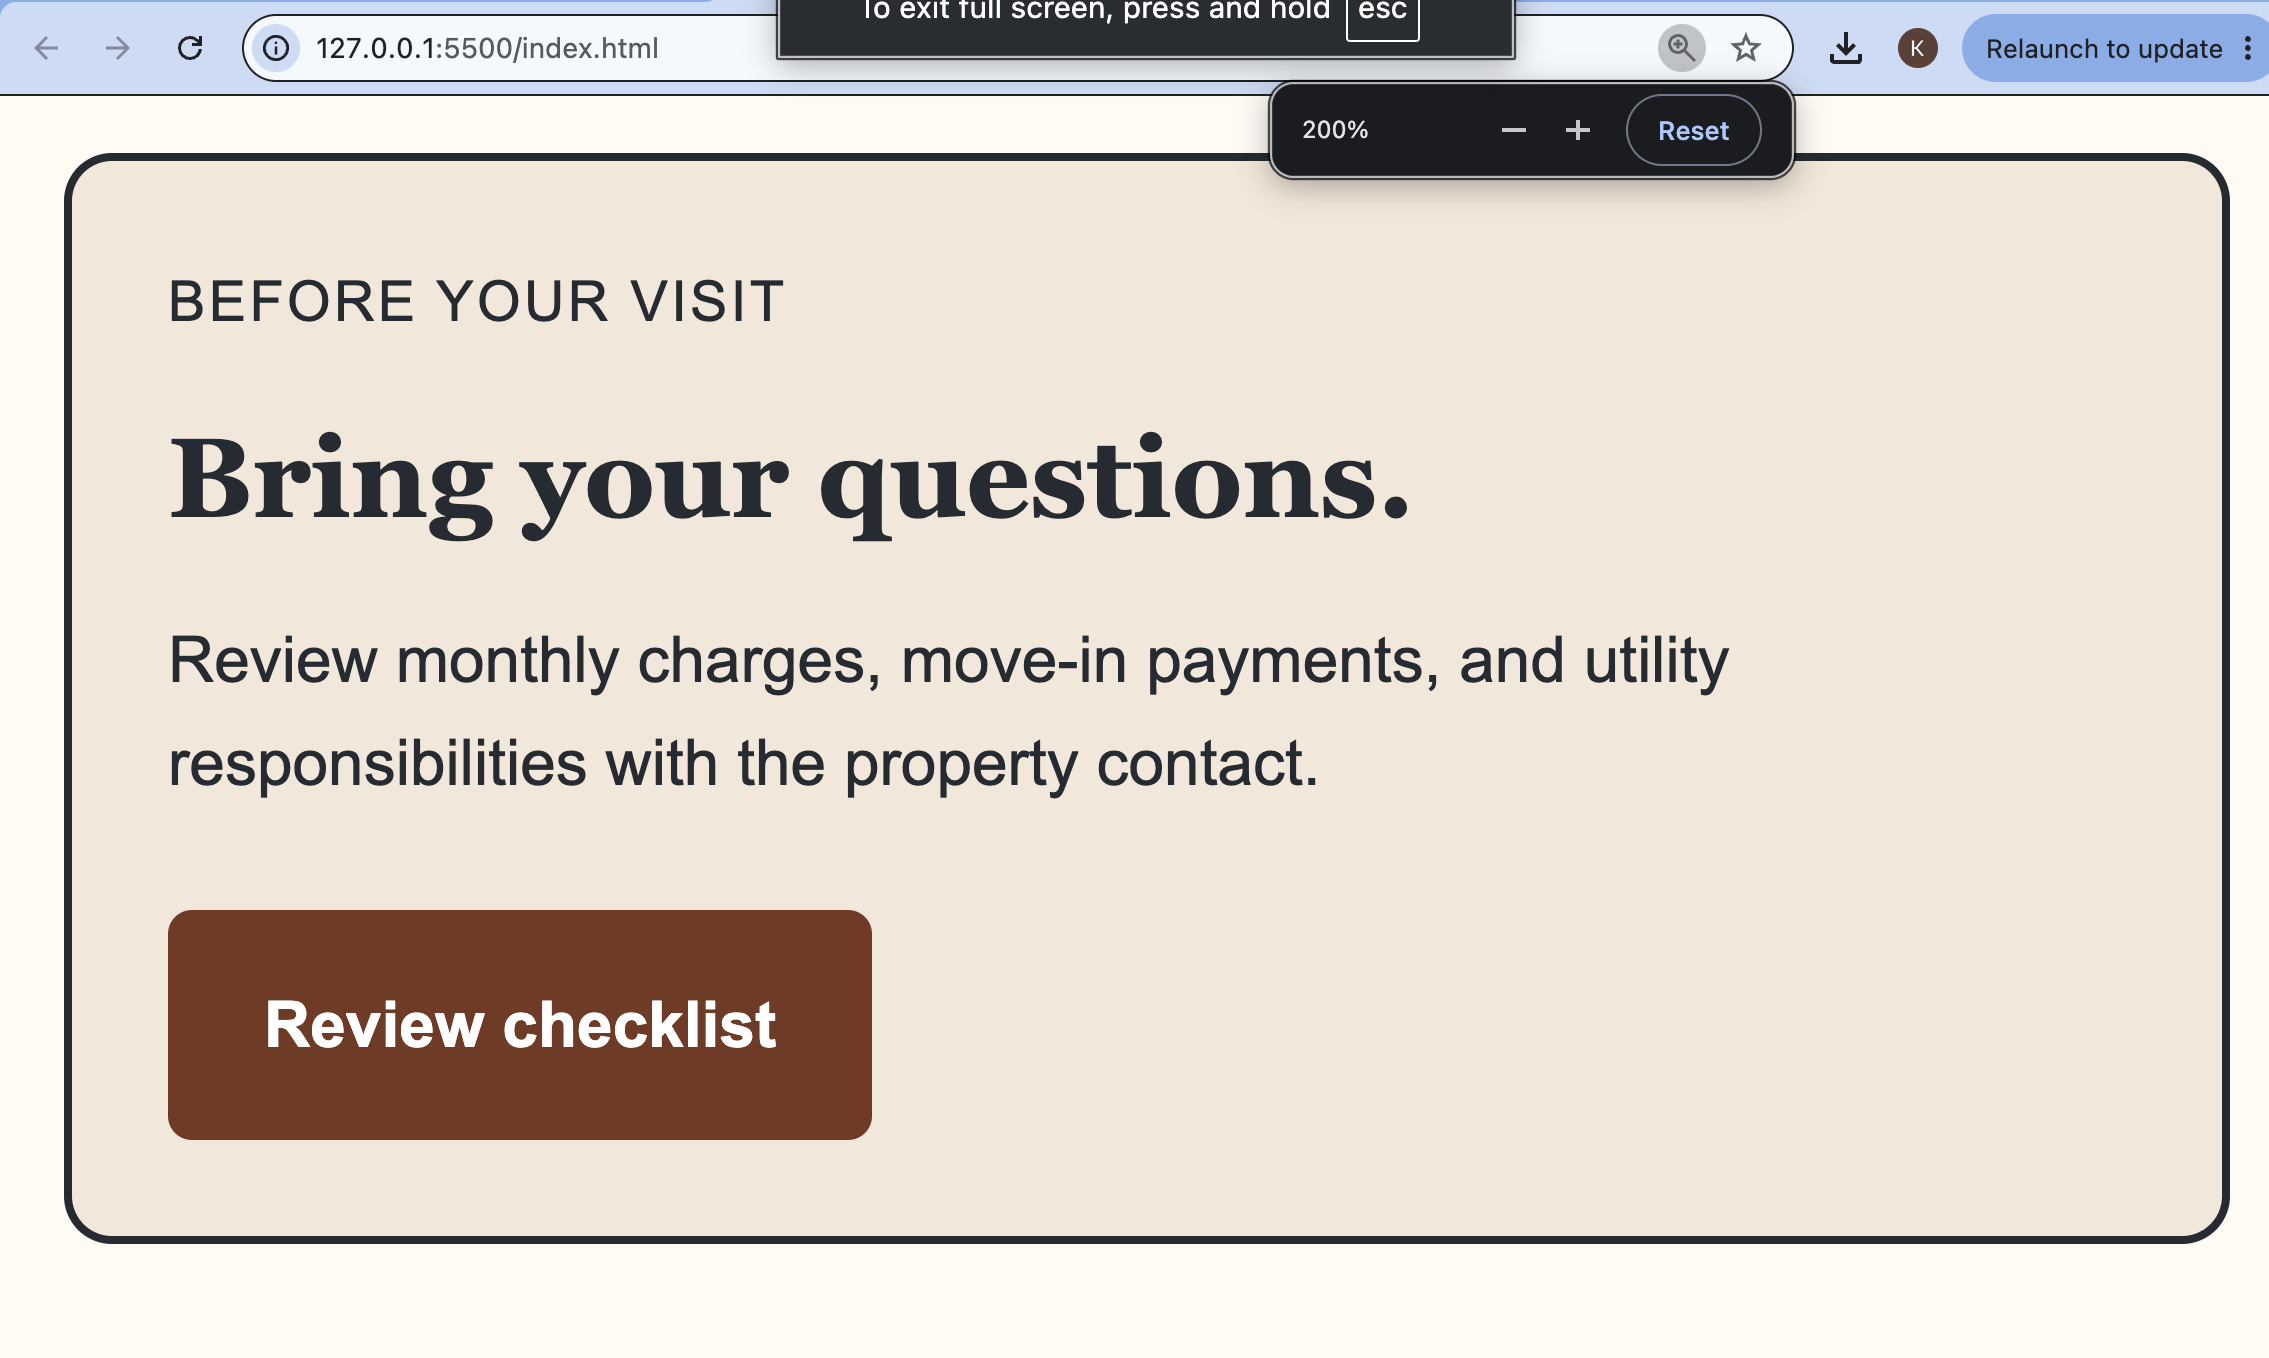 To exit full screen, press and hold esc
127.0.0.1:5500/index.html
K
Relaunch to update
200%
Reset
BEFORE YOUR VISIT
Bring your questions.
Review monthly charges, move-in payments, and utility
responsibilities with the property contact.
Review checklist